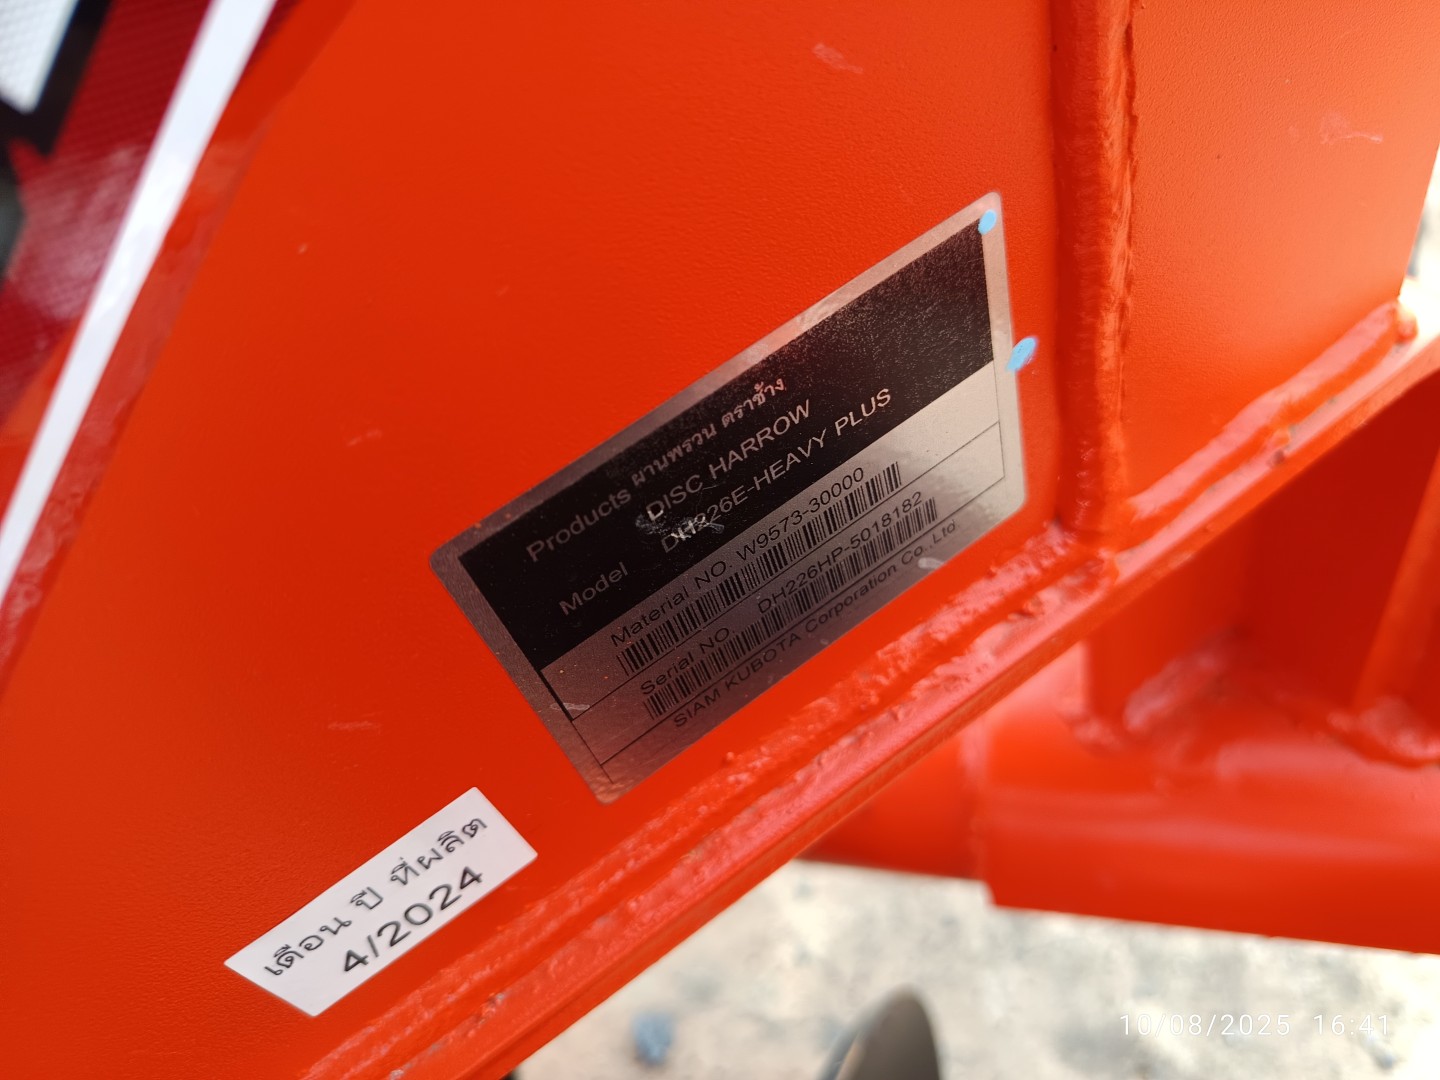 Products ผานพรวน ตราช้าง
DISC HARROW
Model DH226E-HEAVY PLUS
Material NO. W9573-30000
Serial NO DH226HP-5018182
SIAM KUBOTA Corporation Co.,Ltd
เดือน ปี ที่ผลิต
4/2024
10/08/2025 16:41